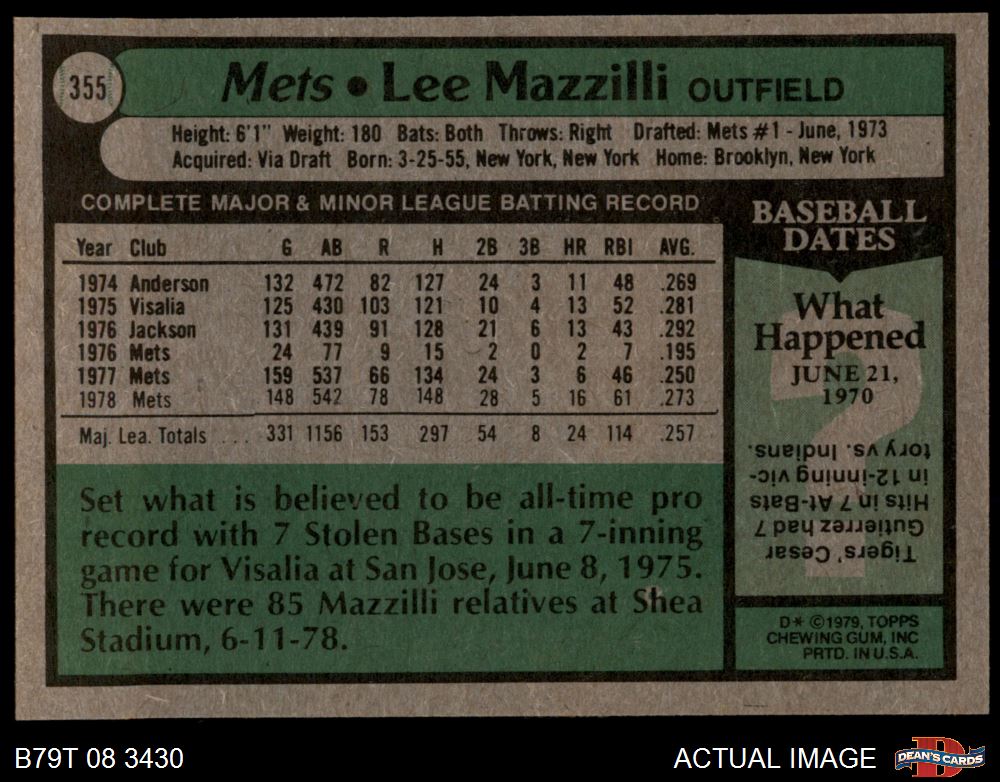 355
Mets • Lee Mazzilli OUTFIELD
Height: 6'1" Weight: 180 Bats: Both Throws: Right Drafted: Mets #1 - June, 1973
Acquired: Via Draft Born: 3-25-55, New York, New York Home: Brooklyn, New York
COMPLETE MAJOR & MINOR LEAGUE BATTING RECORD
Year Club G AB R H 2B 3B HR RBI AVG.
1974 Anderson 132 472 82 127 24 3 11 48 .269
1975 Visalia 125 430 103 121 10 4 13 52 .281
1976 Jackson 131 439 91 128 21 6 13 43 .292
1976 Mets 24 77 9 15 2 0 2 7 .195
1977 Mets 159 537 66 134 24 3 6 46 .250
1978 Mets 148 542 78 148 28 5 16 61 .273
Maj. Lea. Totals ... 331 1156 153 297 54 8 24 114 .257
Set what is believed to be all-time pro
record with 7 Stolen Bases in a 7-inning
game for Visalia at San Jose, June 8, 1975.
There were 85 Mazzilli relatives at Shea
Stadium, 6-11-78.
BASEBALL
DATES
What
Happened
JUNE 21,
1970
?
Tigers' Cesar
Gutierrez had 7
Hits in 7 At-Bats
in 12-inning vic-
tory vs. Indians.
D* ©1979, TOPPS
CHEWING GUM, INC
PRTD. IN U.S.A.
B79T 08 3430
ACTUAL IMAGE
D
DEAN'S CARDS